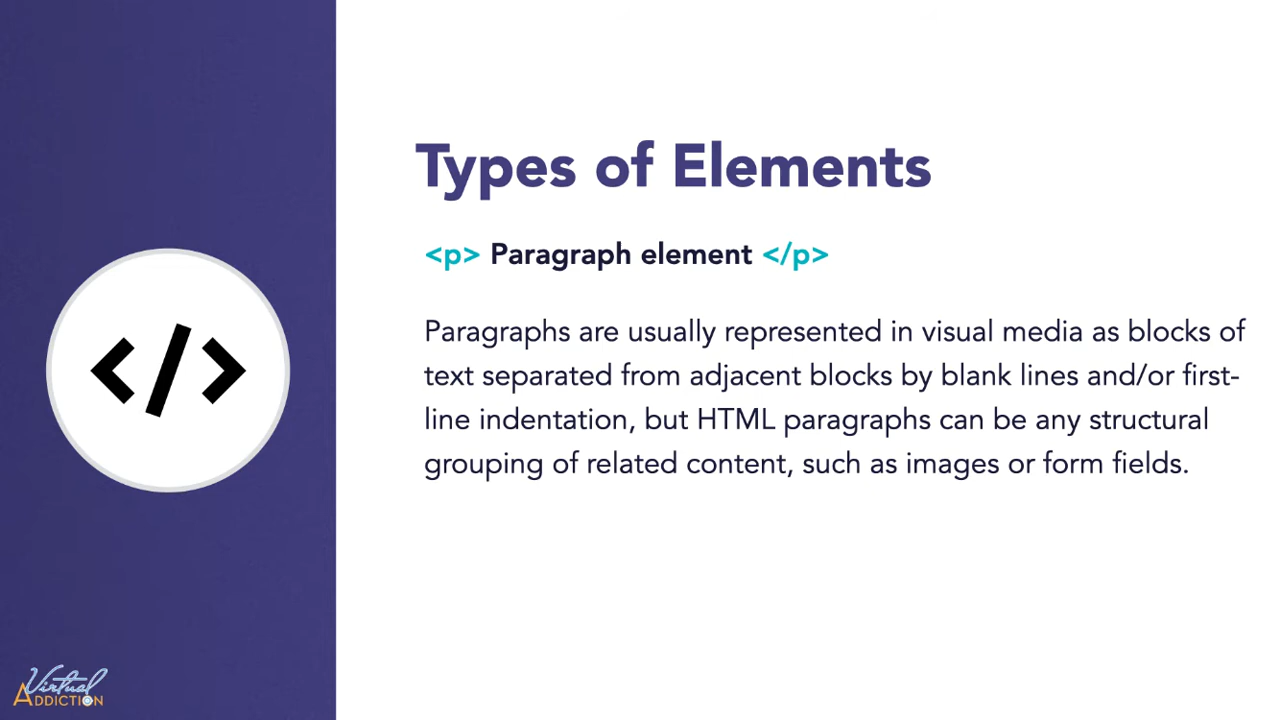 Types of Elements
<p> Paragraph element </p>
Paragraphs are usually represented in visual media as blocks of
text separated from adjacent blocks by blank lines and/or first-
line indentation, but HTML paragraphs can be any structural
grouping of related content, such as images or form fields.
</>
Virtual
ADDICTION